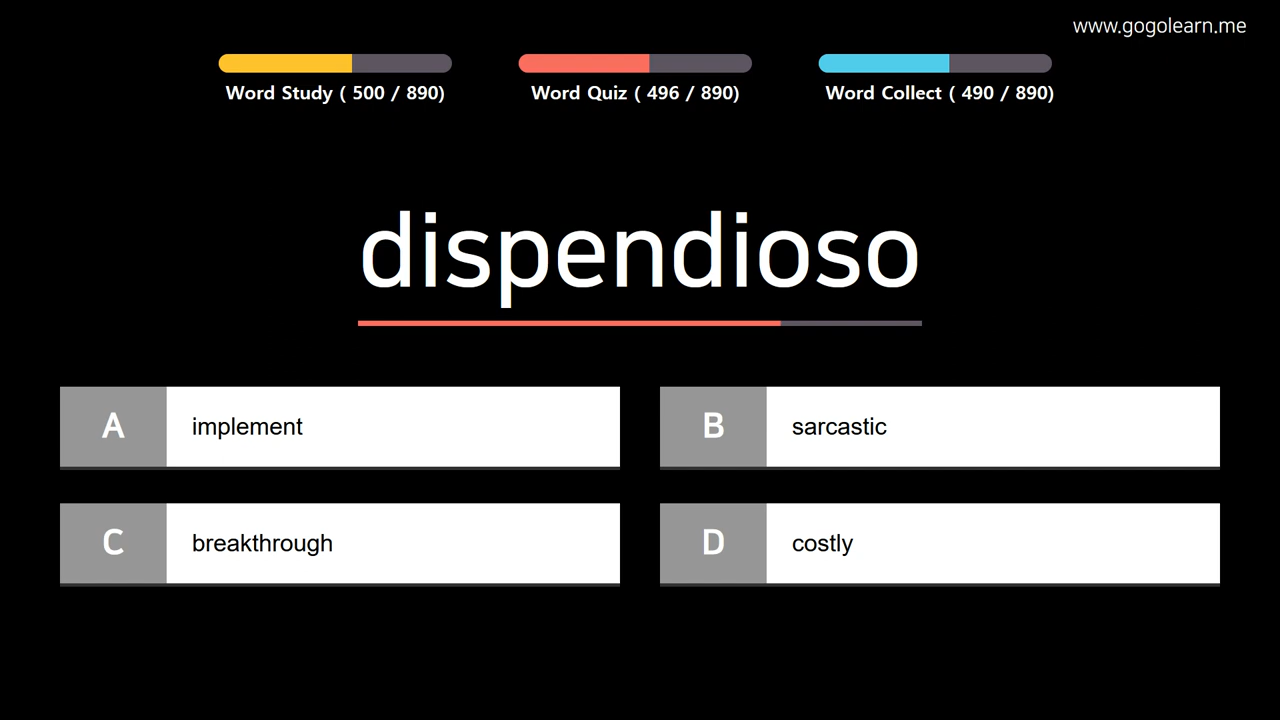 www.gogolearn.me
Word Study ( 500 / 890)
Word Quiz ( 496 / 890)
Word Collect ( 490 / 890)
dispendioso
A implement
B sarcastic
C breakthrough
D costly